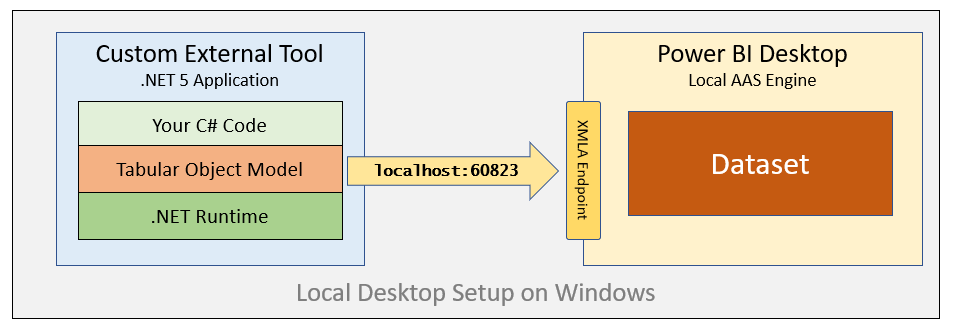 Custom External Tool
.NET 5 Application
Your C# Code
Tabular Object Model
.NET Runtime
localhost:60823
XMLA Endpoint
Power BI Desktop
Local AAS Engine
Dataset
Local Desktop Setup on Windows